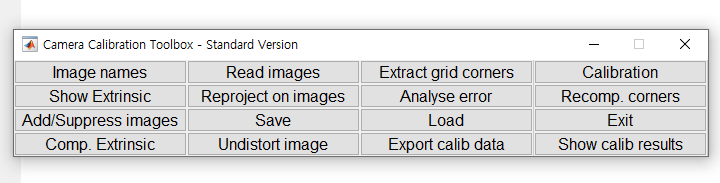 Camera Calibration Toolbox - Standard Version
Image names Read images Extract grid corners Calibration
Show Extrinsic Reproject on images Analyse error Recomp. corners
Add/Suppress images Save Load Exit
Comp. Extrinsic Undistort image Export calib data Show calib results